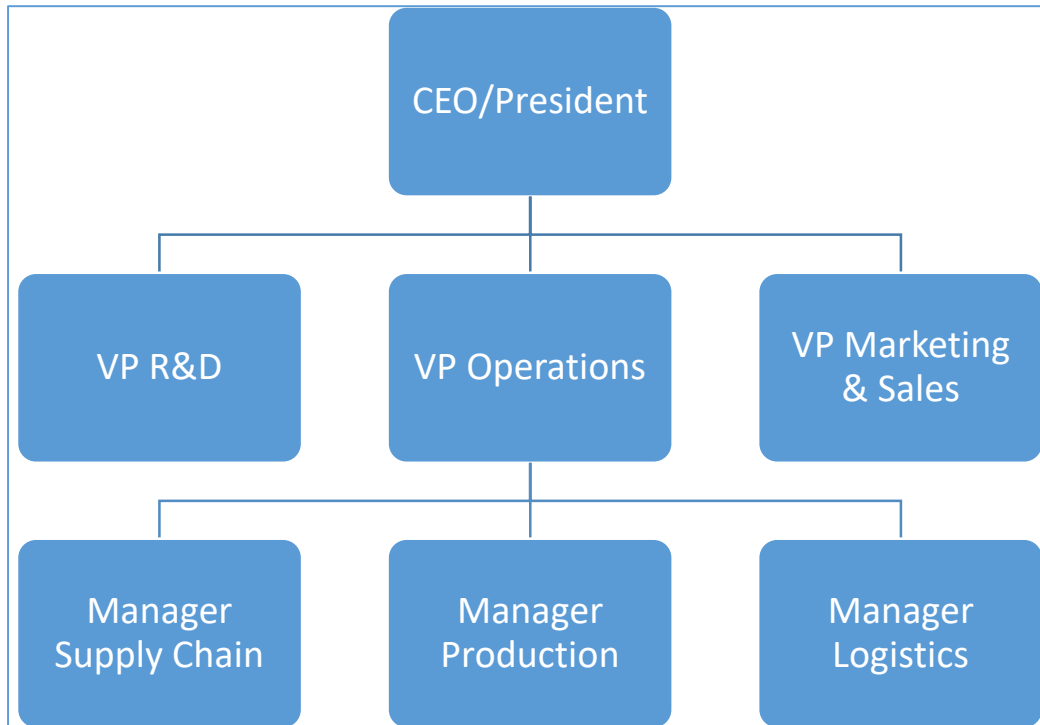 CEO/President
VP R&D
VP Operations
VP Marketing
& Sales
Manager
Supply Chain
Manager
Production
Manager
Logistics